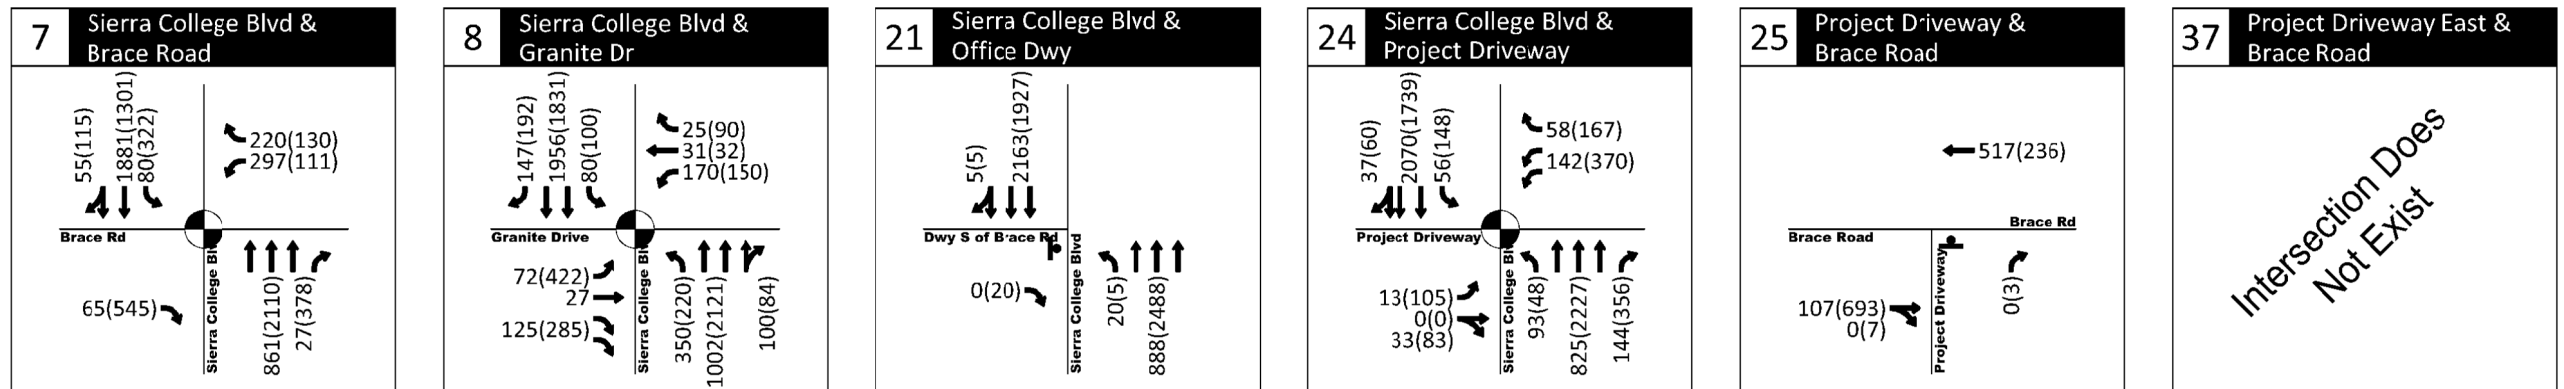 7
Sierra College Blvd &
Brace Road
55(115)
1881(1301)
80(322)
220(130)
297(111)
Brace Rd
Sierra College Blv
65(545)
861(2110)
27(378)
8
Sierra College Blvd &
Granite Dr
147(192)
1956(1831)
80(100)
25(90)
31(32)
170(150)
Granite Drive
Sierra College Blv
72(422)
27
125(285)
350(220)
1002(2121)
100(84)
21
Sierra College Blvd &
Office Dwy
5(5)
2163(1927)
Dwy S of Brace Rd
Sierra College Blvd
0(20)
20(5)
888(2488)
24
Sierra College Blvd &
Project Driveway
37(60)
2070(1739)
56(148)
58(167)
142(370)
Project Driveway
Sierra College Blv
13(105)
0(0)
33(83)
93(48)
825(2227)
144(356)
25
Project Driveway &
Brace Road
517(236)
Brace Rd
Brace Road
Project Driveway
107(693)
0(7)
0(3)
37
Project Driveway East &
Brace Road
Intersection Does
Not Exist